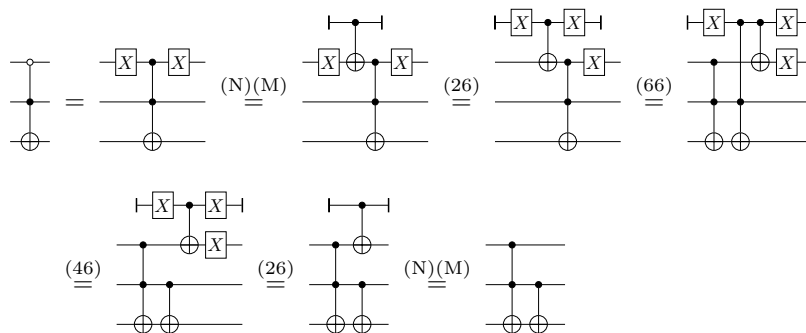 X X
X X
X X X
X X X
= (N)(M) = (26) = (66) =
X X
X
(46) = (26) = (N)(M) =